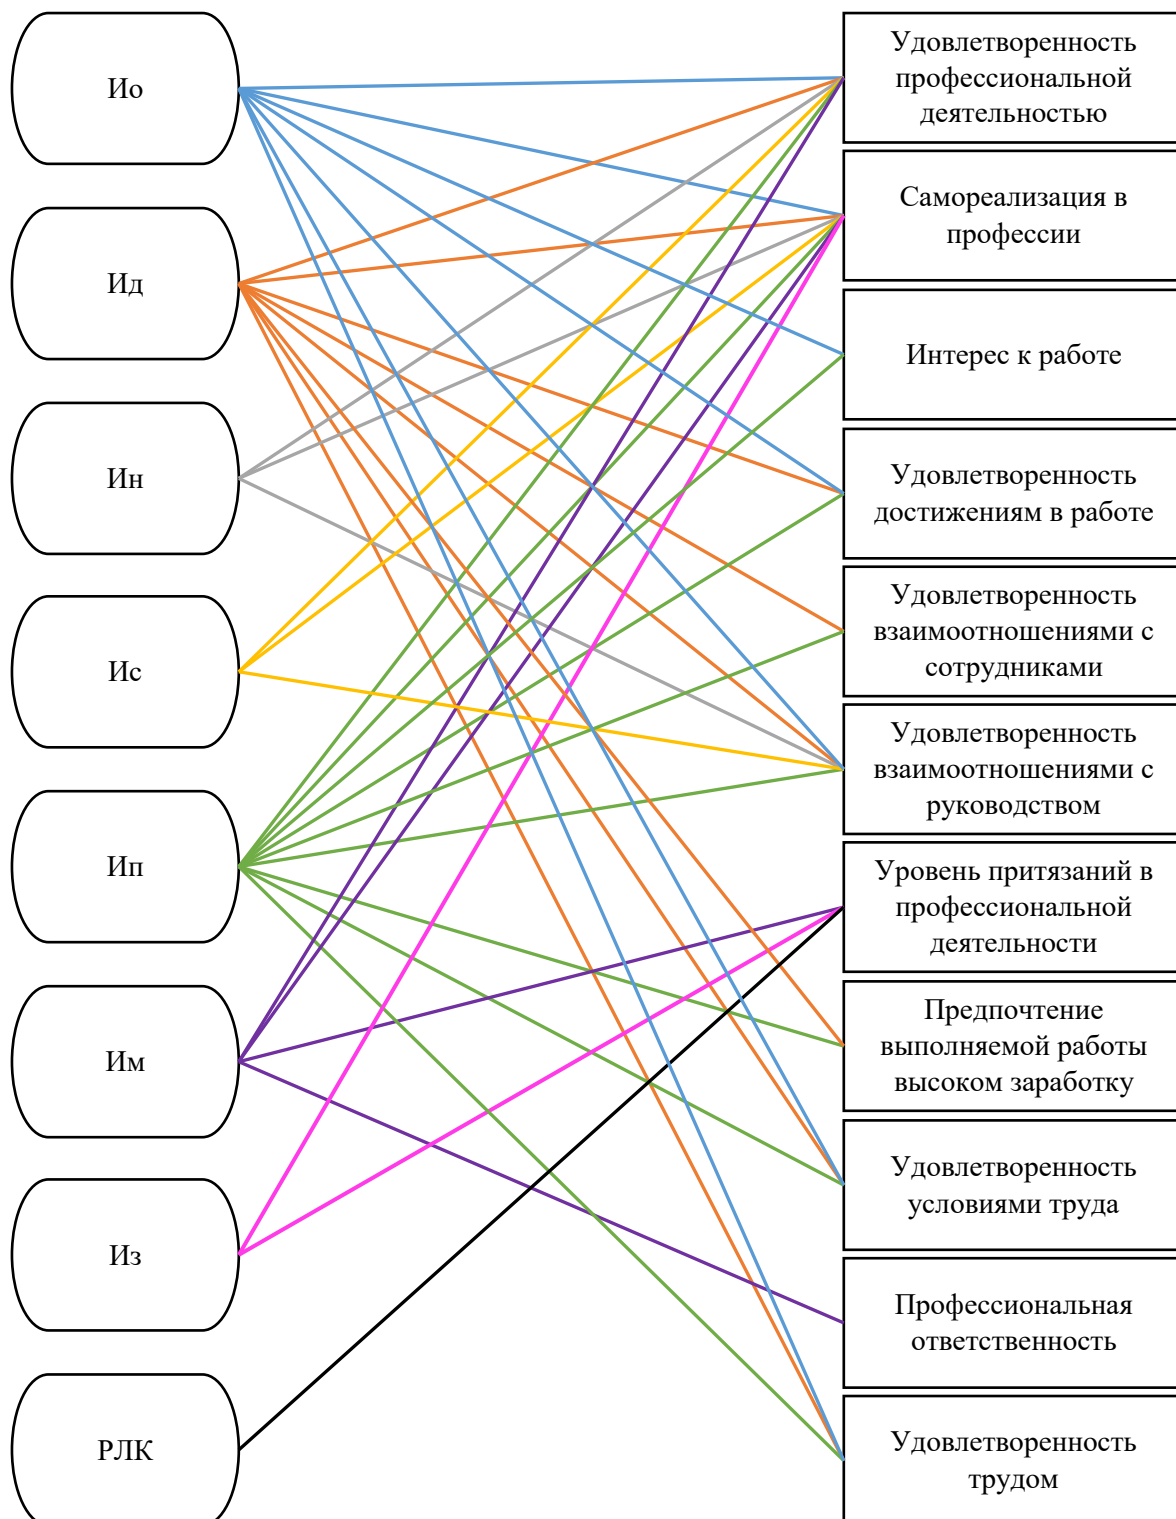 Ио
Ид
Ин
Ис
Ип
Им
Из
РЛК
Удовлетворенность
профессиональной
деятельностью
Самореализация в
профессии
Интерес к работе
Удовлетворенность
достижениям в работе
Удовлетворенность
взаимоотношениями с
сотрудниками
Удовлетворенность
взаимоотношениями с
руководством
Уровень притязаний в
профессиональной
деятельности
Предпочтение
выполняемой работы
высоком заработку
Удовлетворенность
условиями труда
Профессиональная
ответственность
Удовлетворенность
трудом